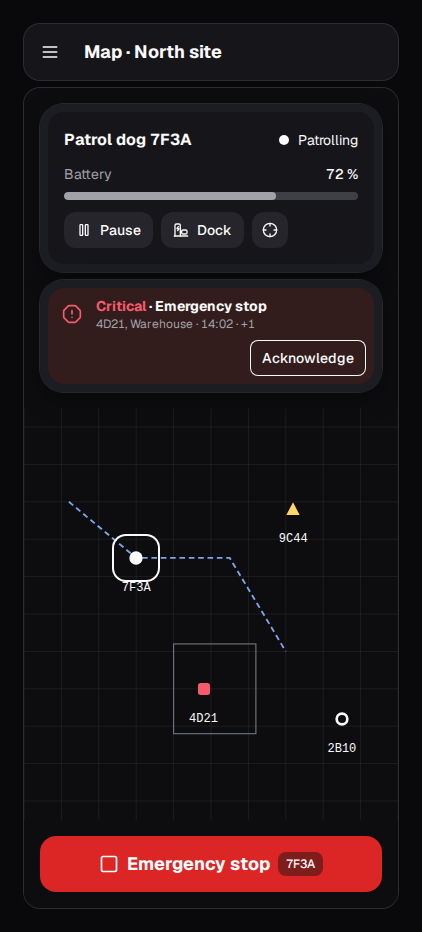 Map · North site
Patrol dog 7F3A
Patrolling
Battery
72 %
Pause
Dock
Critical · Emergency stop
4D21, Warehouse · 14:02 · +1
Acknowledge
9C44
7F3A
4D21
2B10
Emergency stop 7F3A